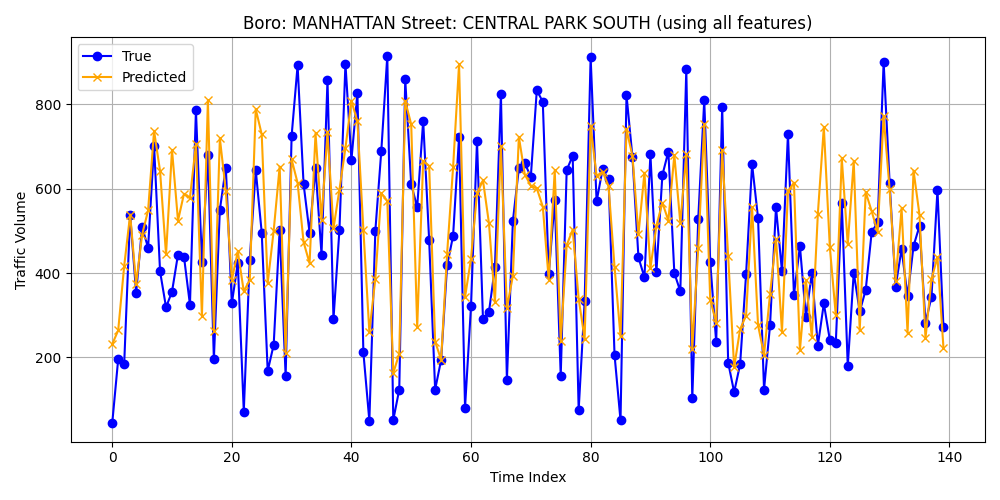 Boro: MANHATTAN Street: CENTRAL PARK SOUTH (using all features)
True
Predicted
Traffic Volume
800
600
400
200
0 20 40 60 80 100 120 140
Time Index